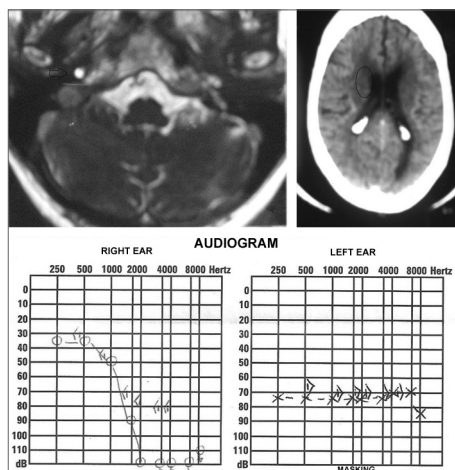 AUDIOGRAM
RIGHT EAR
LEFT EAR
250 500 1000 2000 4000 8000 Hertz
250 500 1000 2000 4000 8000 Hertz
0 0
10 10
20 20
30 30
40 40
50 50
60 60
70 70
80 80
90 90
100 100
110 110
dB dB
MASKING